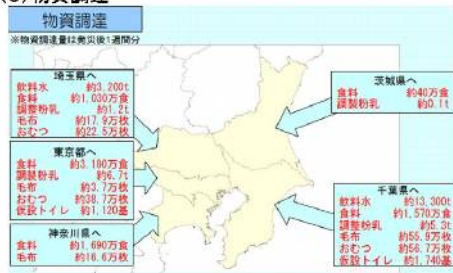 物資調達
物資調達
※物資調達量は発災後1週間分
埼玉県へ
飲料水 約3,200t
食料 約1,030万食
調整粉乳 約1.2t
毛布 約17.9万枚
おむつ 約22.5万枚
東京都へ
食料 約3,180万食
調製粉乳 約6.7t
毛布 約3.7万枚
おむつ 約38.7万枚
仮設トイレ 約1,120基
神奈川県へ
食料 約1,690万食
毛布 約16.6万枚
茨城県へ
食料 約40万食
調製粉乳 約0.1t
千葉県へ
飲料水 約13,300t
食料 約1,570万食
調整粉乳 約5.3t
毛布 約55.9万枚
おむつ 約56.7万枚
仮設トイレ 約1,740基